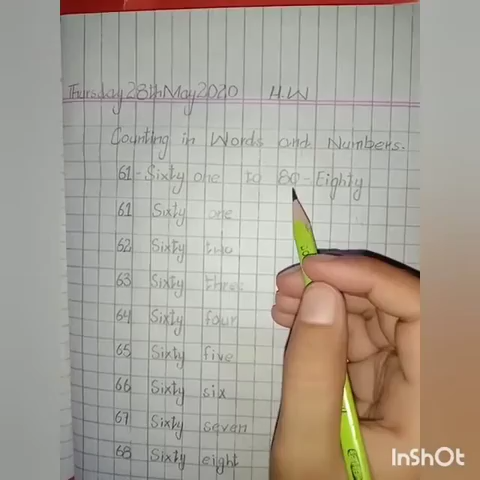 Thursday 28th May 2020 H.W
Counting in Words and Numbers.
61-Sixty one to 80-Eighty
61 Sixty one
62 Sixty two
63 Sixty three
64 Sixty four
65 Sixty five
66 Sixty six
67 Sixty seven
68 Sixty eight
InShOt